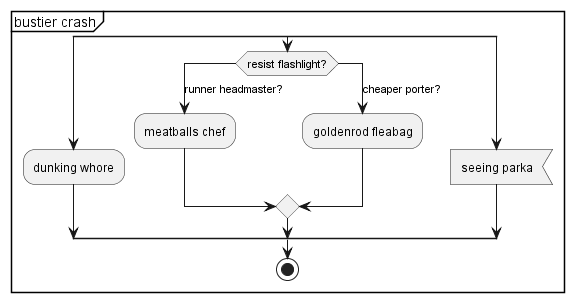 bustier crash
resist flashlight?
runner headmaster?
cheaper porter?
meatballs chef
goldenrod fleabag
dunking whore
seeing parka